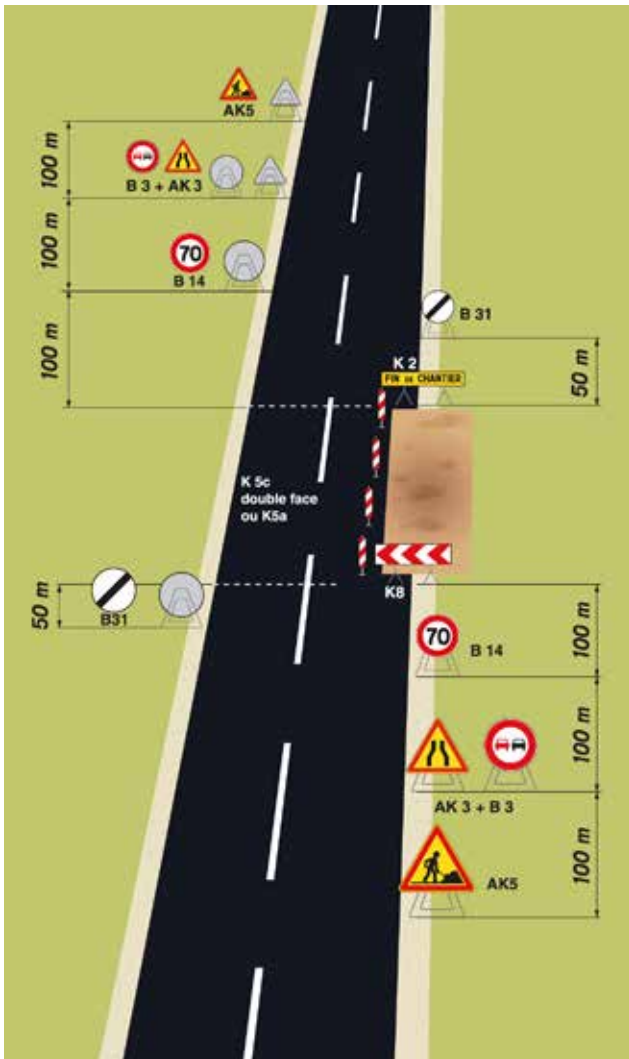 AK5
100 m
B 3 + AK 3
100 m
70
B 14
100 m
B 31
50 m
K 2
FIN DE CHANTIER
K 5c
double face
ou K5a
50 m
B31
K8
70
B 14
100 m
AK 3 + B 3
100 m
AK5
100 m